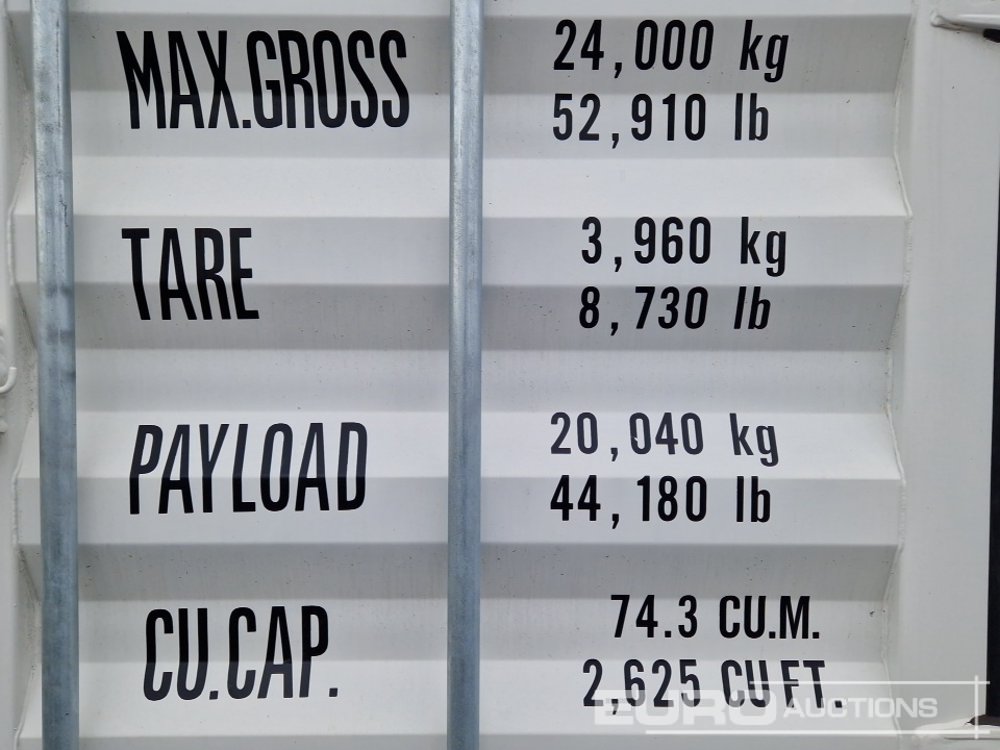 MAX.GROSS 24,000 kg
52,910 lb
TARE 3,960 kg
8,730 lb
PAYLOAD 20,040 kg
44,180 lb
CU.CAP. 74.3 CU.M.
2,625 CU FT.
EURO AUCTIONS